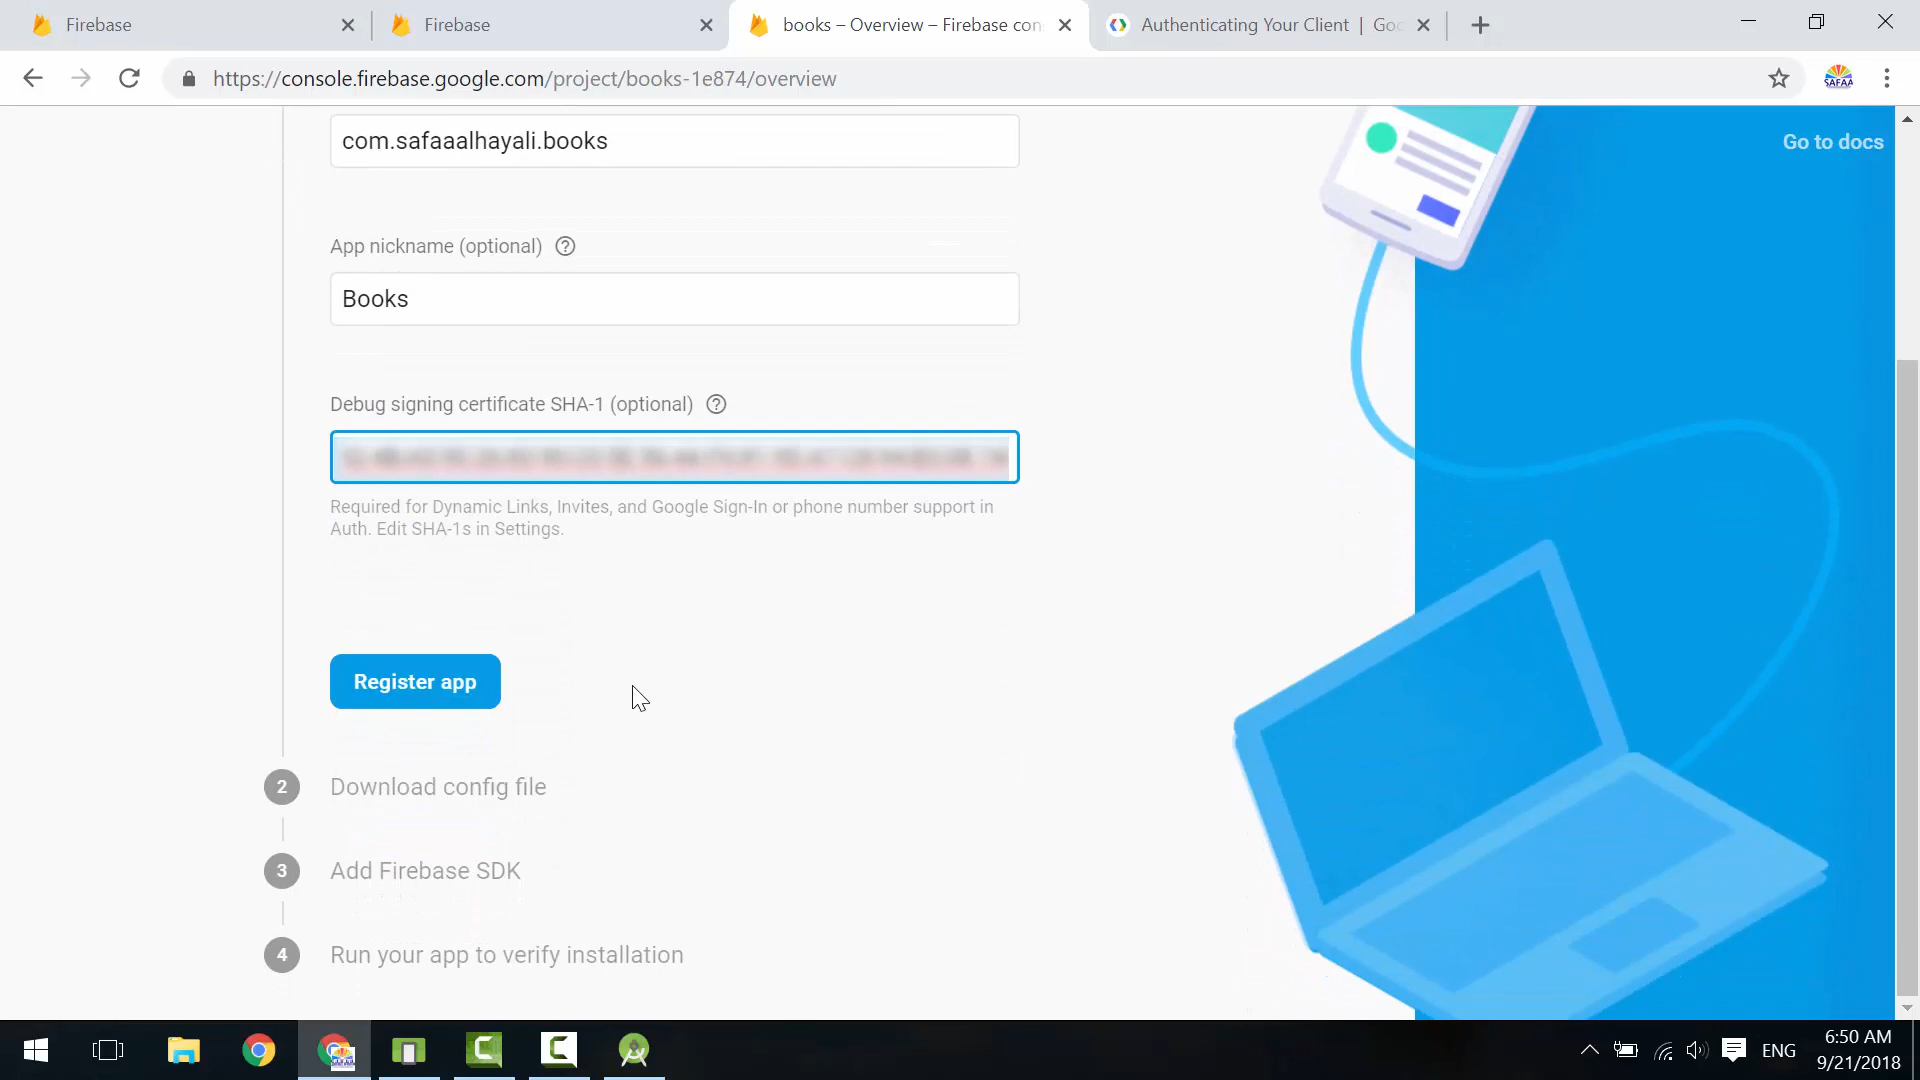 Firebase
Firebase
books – Overview – Firebase con
Authenticating Your Client | Goo
https://console.firebase.google.com/project/books-1e874/overview
SAFAA
com.safaaalhayali.books
Go to docs
App nickname (optional)
Books
Debug signing certificate SHA-1 (optional)
Required for Dynamic Links, Invites, and Google Sign-In or phone number support in
Auth. Edit SHA-1s in Settings.
Register app
2 Download config file
3 Add Firebase SDK
4 Run your app to verify installation
ENG
6:50 AM
9/21/2018